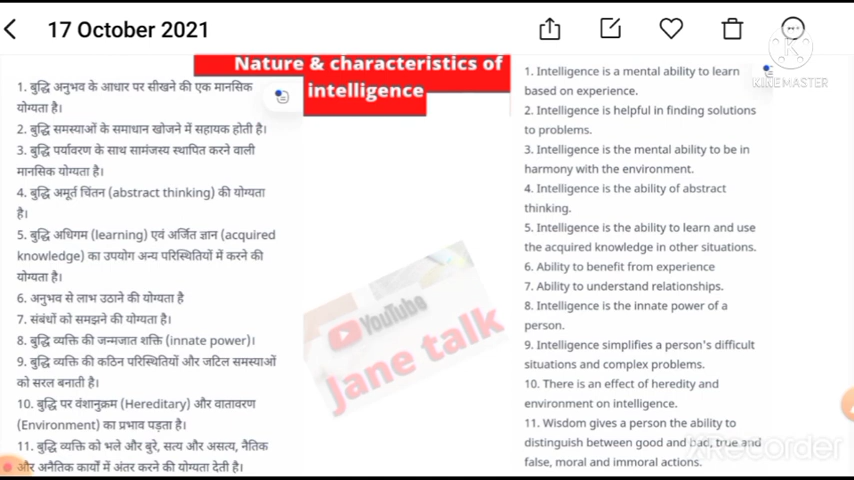 17 October 2021
KINEMASTER
Nature & characteristics of
intelligence
1. बुद्धि अनुभव के आधार पर सीखने की एक मानसिक
योग्यता है।
2. बुद्धि समस्याओं के समाधान खोजने में सहायक होती है।
3. बुद्धि पर्यावरण के साथ सामंजस्य स्थापित करने वाली
मानसिक योग्यता है।
4. बुद्धि अमूर्त चिंतन (abstract thinking) की योग्यता
है।
5. बुद्धि अधिगम (learning) एवं अर्जित ज्ञान (acquired
knowledge) का उपयोग अन्य परिस्थितियों में करने की
योग्यता है।
6. अनुभव से लाभ उठाने की योग्यता है
7. संबंधों को समझने की योग्यता है।
8. बुद्धि व्यक्ति की जन्मजात शक्ति (innate power)।
9. बुद्धि व्यक्ति की कठिन परिस्थितियों और जटिल समस्याओं
को सरल बनाती है।
10. बुद्धि पर वंशानुक्रम (Hereditary) और वातावरण
(Environment) का प्रभाव पड़ता है।
11. बुद्धि व्यक्ति को भले और बुरे, सत्य और असत्य, नैतिक
और अनैतिक कार्यों में अंतर करने की योग्यता देती है।
YouTube
Jane talk
1. Intelligence is a mental ability to learn
based on experience.
2. Intelligence is helpful in finding solutions
to problems.
3. Intelligence is the mental ability to be in
harmony with the environment.
4. Intelligence is the ability of abstract
thinking.
5. Intelligence is the ability to learn and use
the acquired knowledge in other situations.
6. Ability to benefit from experience
7. Ability to understand relationships.
8. Intelligence is the innate power of a
person.
9. Intelligence simplifies a person's difficult
situations and complex problems.
10. There is an effect of heredity and
environment on intelligence.
11. Wisdom gives a person the ability to
distinguish between good and bad, true and
false, moral and immoral actions.
XRecorder